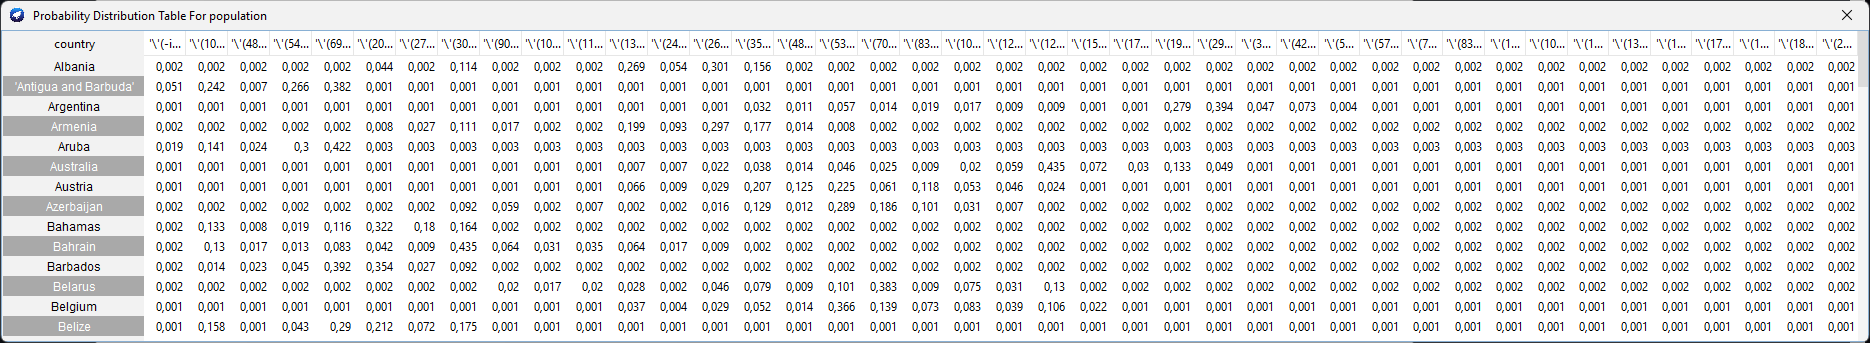 Probability Distribution Table For population
country '\'(-i... '\'(10... '\'(48... '\'(54... '\'(69... '\'(20... '\'(27... '\'(30... '\'(90... '\'(10... '\'(11... '\'(13... '\'(24... '\'(26... '\'(35... '\'(48... '\'(53... '\'(70... '\'(83... '\'(10... '\'(12... '\'(12... '\'(15... '\'(17... '\'(19... '\'(29... '\'(3... '\'(42... '\'(5... '\'(57... '\'(7... '\'(83... '\'(1... '\'(10... '\'(1... '\'(13... '\'(1... '\'(17... '\'(1... '\'(18... '\'(2...
Albania 0,002 0,002 0,002 0,002 0,002 0,044 0,002 0,114 0,002 0,002 0,002 0,269 0,054 0,301 0,156 0,002 0,002 0,002 0,002 0,002 0,002 0,002 0,002 0,002 0,002 0,002 0,002 0,002 0,002 0,002 0,002 0,002 0,002 0,002 0,002 0,002 0,002 0,002 0,002 0,002 0,002
'Antigua and Barbuda' 0,051 0,242 0,007 0,266 0,382 0,001 0,001 0,001 0,001 0,001 0,001 0,001 0,001 0,001 0,001 0,001 0,001 0,001 0,001 0,001 0,001 0,001 0,001 0,001 0,001 0,001 0,001 0,001 0,001 0,001 0,001 0,001 0,001 0,001 0,001 0,001 0,001 0,001 0,001 0,001 0,001
Argentina 0,001 0,001 0,001 0,001 0,001 0,001 0,001 0,001 0,001 0,001 0,001 0,001 0,001 0,001 0,032 0,011 0,057 0,014 0,019 0,017 0,009 0,009 0,001 0,001 0,279 0,394 0,047 0,073 0,004 0,001 0,001 0,001 0,001 0,001 0,001 0,001 0,001 0,001 0,001 0,001 0,001
Armenia 0,002 0,002 0,002 0,002 0,002 0,008 0,027 0,111 0,017 0,002 0,002 0,199 0,093 0,297 0,177 0,014 0,008 0,002 0,002 0,002 0,002 0,002 0,002 0,002 0,002 0,002 0,002 0,002 0,002 0,002 0,002 0,002 0,002 0,002 0,002 0,002 0,002 0,002 0,002 0,002 0,002
Aruba 0,019 0,141 0,024 0,3 0,422 0,003 0,003 0,003 0,003 0,003 0,003 0,003 0,003 0,003 0,003 0,003 0,003 0,003 0,003 0,003 0,003 0,003 0,003 0,003 0,003 0,003 0,003 0,003 0,003 0,003 0,003 0,003 0,003 0,003 0,003 0,003 0,003 0,003 0,003 0,003 0,003
Australia 0,001 0,001 0,001 0,001 0,001 0,001 0,001 0,001 0,001 0,001 0,001 0,007 0,007 0,022 0,038 0,014 0,046 0,025 0,009 0,02 0,059 0,435 0,072 0,03 0,133 0,049 0,001 0,001 0,001 0,001 0,001 0,001 0,001 0,001 0,001 0,001 0,001 0,001 0,001 0,001 0,001
Austria 0,001 0,001 0,001 0,001 0,001 0,001 0,001 0,001 0,001 0,001 0,001 0,066 0,009 0,029 0,207 0,125 0,225 0,061 0,118 0,053 0,046 0,024 0,001 0,001 0,001 0,001 0,001 0,001 0,001 0,001 0,001 0,001 0,001 0,001 0,001 0,001 0,001 0,001 0,001 0,001 0,001
Azerbaijan 0,002 0,002 0,002 0,002 0,002 0,002 0,002 0,092 0,059 0,002 0,007 0,002 0,002 0,016 0,129 0,012 0,289 0,186 0,101 0,031 0,007 0,002 0,002 0,002 0,002 0,002 0,002 0,002 0,002 0,002 0,002 0,002 0,002 0,002 0,002 0,002 0,002 0,002 0,002 0,002 0,002
Bahamas 0,002 0,133 0,008 0,019 0,116 0,322 0,18 0,164 0,002 0,002 0,002 0,002 0,002 0,002 0,002 0,002 0,002 0,002 0,002 0,002 0,002 0,002 0,002 0,002 0,002 0,002 0,002 0,002 0,002 0,002 0,002 0,002 0,002 0,002 0,002 0,002 0,002 0,002 0,002 0,002 0,002
Bahrain 0,002 0,13 0,017 0,013 0,083 0,042 0,009 0,435 0,064 0,031 0,035 0,064 0,017 0,009 0,002 0,002 0,002 0,002 0,002 0,002 0,002 0,002 0,002 0,002 0,002 0,002 0,002 0,002 0,002 0,002 0,002 0,002 0,002 0,002 0,002 0,002 0,002 0,002 0,002 0,002 0,002
Barbados 0,002 0,014 0,023 0,045 0,392 0,354 0,027 0,092 0,002 0,002 0,002 0,002 0,002 0,002 0,002 0,002 0,002 0,002 0,002 0,002 0,002 0,002 0,002 0,002 0,002 0,002 0,002 0,002 0,002 0,002 0,002 0,002 0,002 0,002 0,002 0,002 0,002 0,002 0,002 0,002 0,002
Belarus 0,002 0,002 0,002 0,002 0,002 0,002 0,002 0,002 0,02 0,017 0,02 0,028 0,002 0,046 0,079 0,009 0,101 0,383 0,009 0,075 0,031 0,13 0,002 0,002 0,002 0,002 0,002 0,002 0,002 0,002 0,002 0,002 0,002 0,002 0,002 0,002 0,002 0,002 0,002 0,002 0,002
Belgium 0,001 0,001 0,001 0,001 0,001 0,001 0,001 0,001 0,001 0,001 0,001 0,037 0,004 0,029 0,052 0,014 0,366 0,139 0,073 0,083 0,039 0,106 0,022 0,001 0,001 0,001 0,001 0,001 0,001 0,001 0,001 0,001 0,001 0,001 0,001 0,001 0,001 0,001 0,001 0,001 0,001
Belize 0,001 0,158 0,001 0,043 0,29 0,212 0,072 0,175 0,001 0,001 0,001 0,001 0,001 0,001 0,001 0,001 0,001 0,001 0,001 0,001 0,001 0,001 0,001 0,001 0,001 0,001 0,001 0,001 0,001 0,001 0,001 0,001 0,001 0,001 0,001 0,001 0,001 0,001 0,001 0,001 0,001